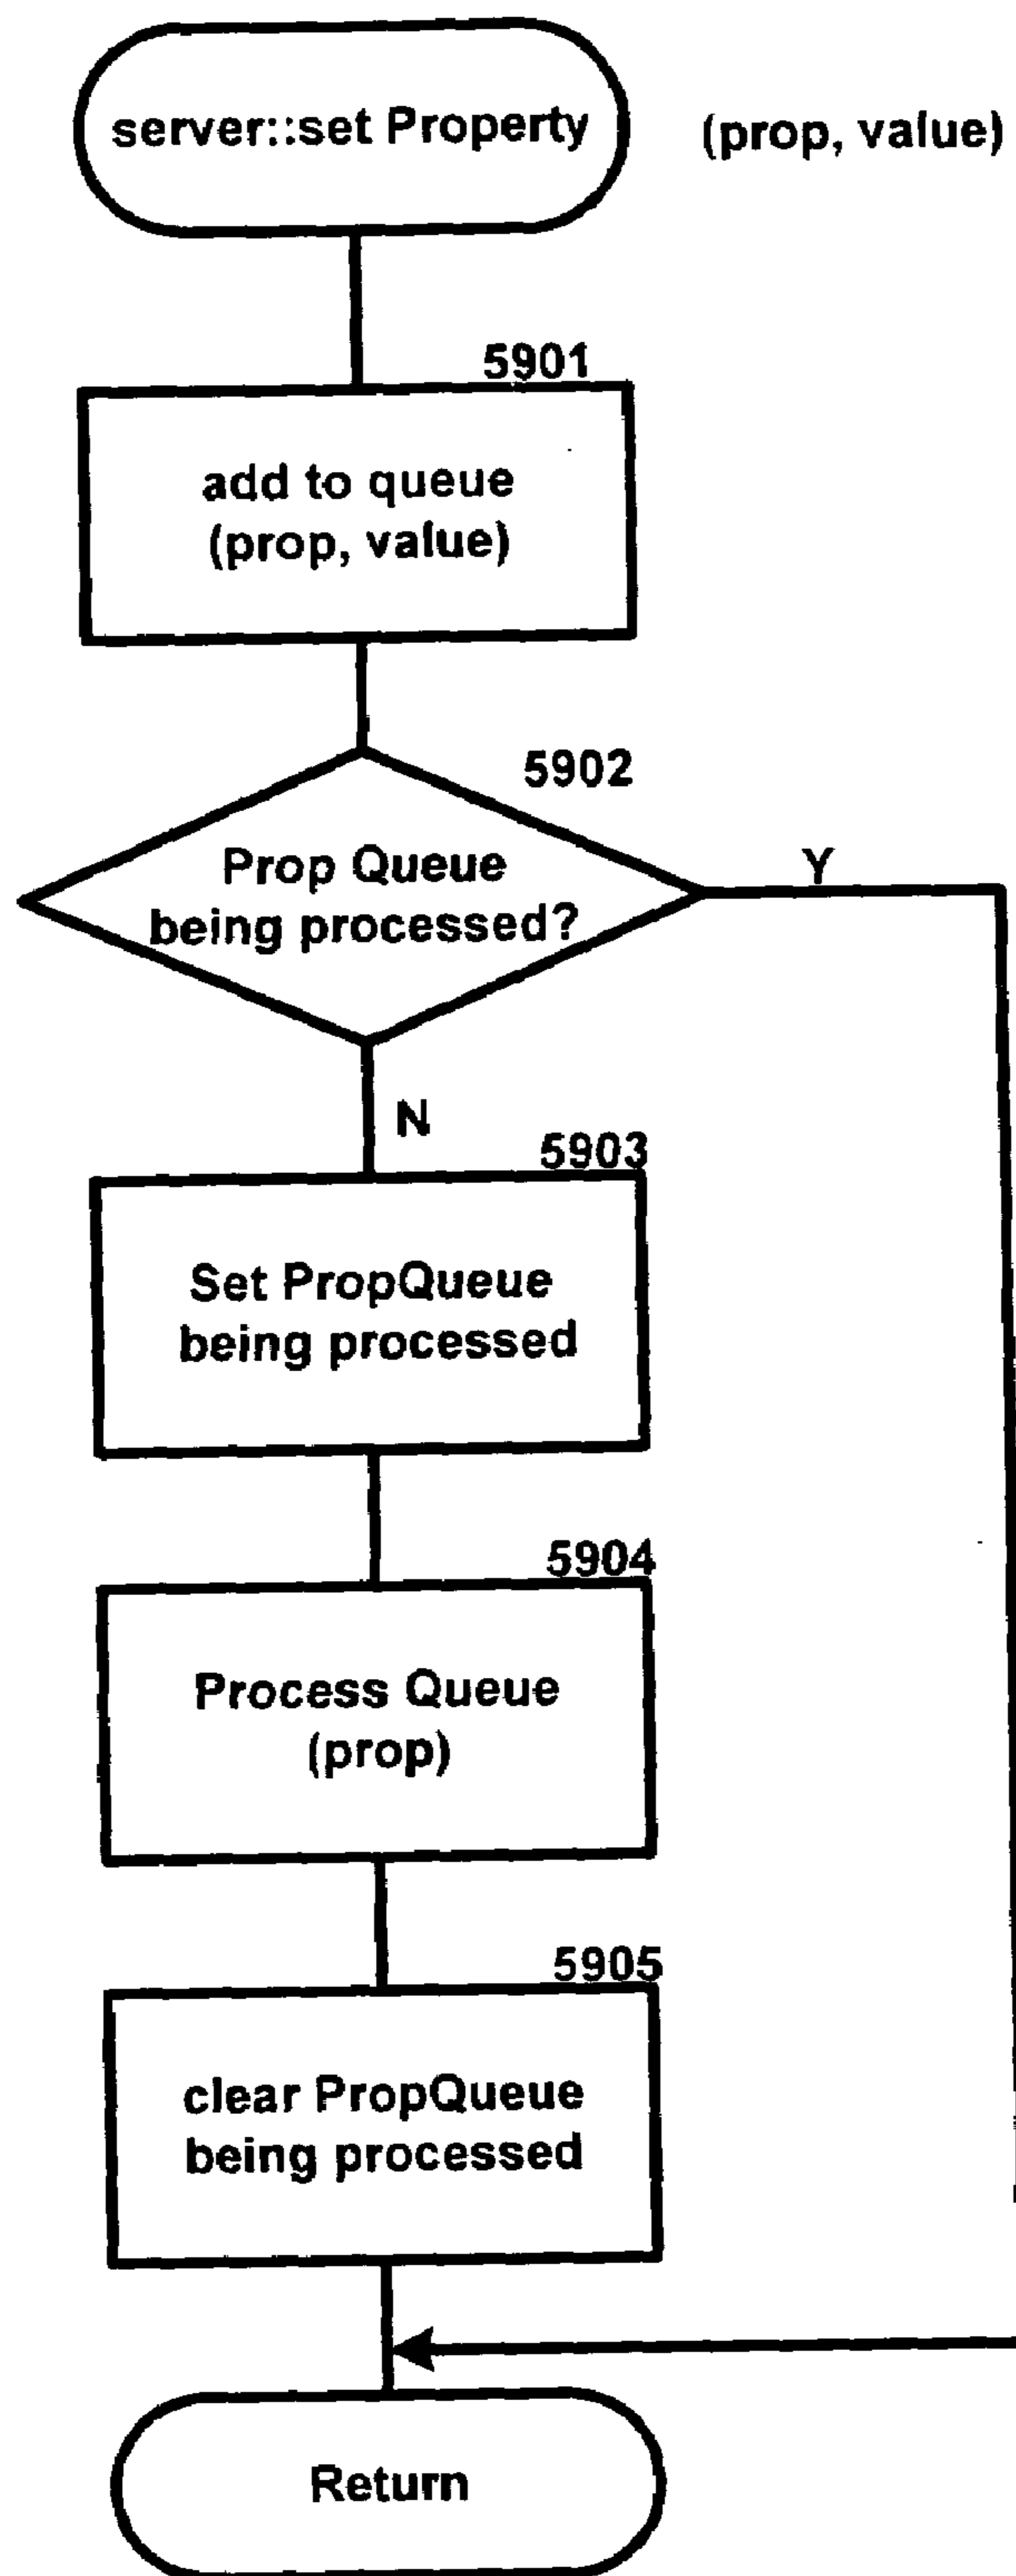 server::set Property (prop, value)
5901
add to queue
(prop, value)
5902
Prop Queue
being processed?
Y
N
5903
Set PropQueue
being processed
5904
Process Queue
(prop)
5905
clear PropQueue
being processed
Return